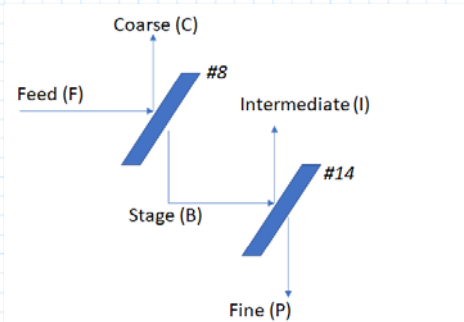 Coarse (C)
#8
Feed (F)
Intermediate (I)
#14
Stage (B)
Fine (P)